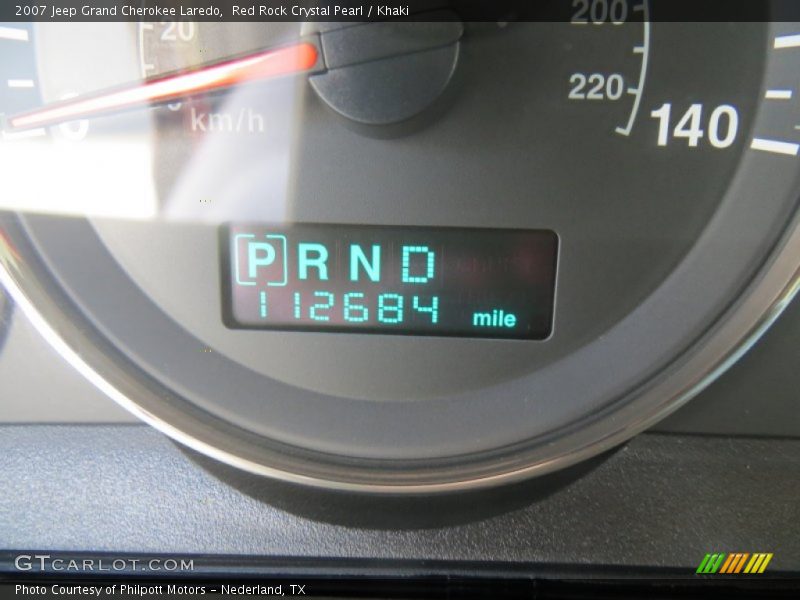 2007 Jeep Grand Cherokee Laredo,  Red Rock Crystal Pearl / Khaki
20
200
0
220
km/h
140
P R N D
112684 mile
GTCARLOT.COM
Photo Courtesy of Philpott Motors – Nederland, TX